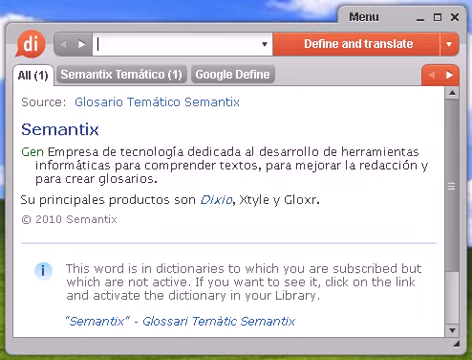 Menu
di
Define and translate
All (1)
Semantix Temático (1)
Google Define
Source: Glosario Temático Semantix
Semantix
Gen Empresa de tecnología dedicada al desarrollo de herramientas
informáticas para comprender textos, para mejorar la redacción y
para crear glosarios.
Su principales productos son Dixio, Xtyle y Gloxr.
© 2010 Semantix
i
This word is in dictionaries to which you are subscribed but
which are not active. If you want to see it, click on the link
and activate the dictionary in your Library.
"Semantix" - Glossari Temàtic Semantix